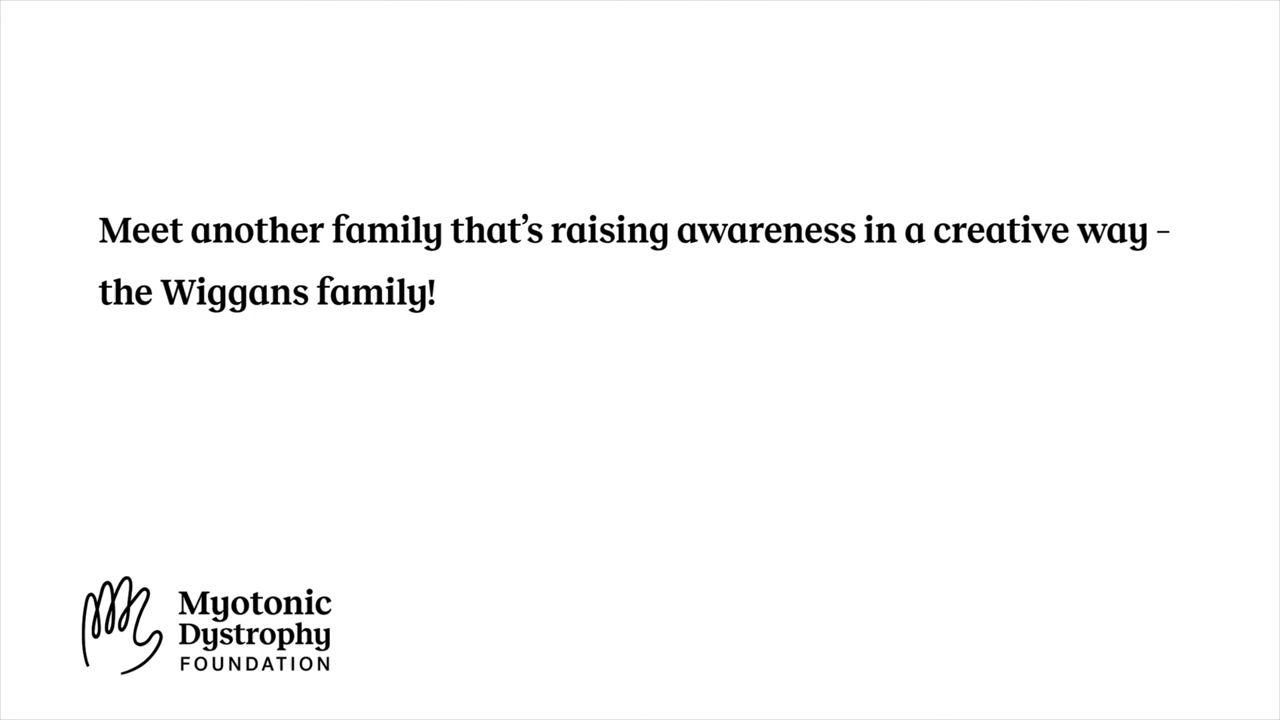 Meet another family that’s raising awareness in a creative way -
the Wiggans family!
Myotonic
Dystrophy
FOUNDATION